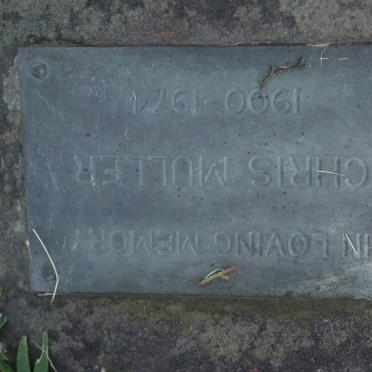 IN LOVING MEMORY
CHRIS MULLER
1900 - 1974